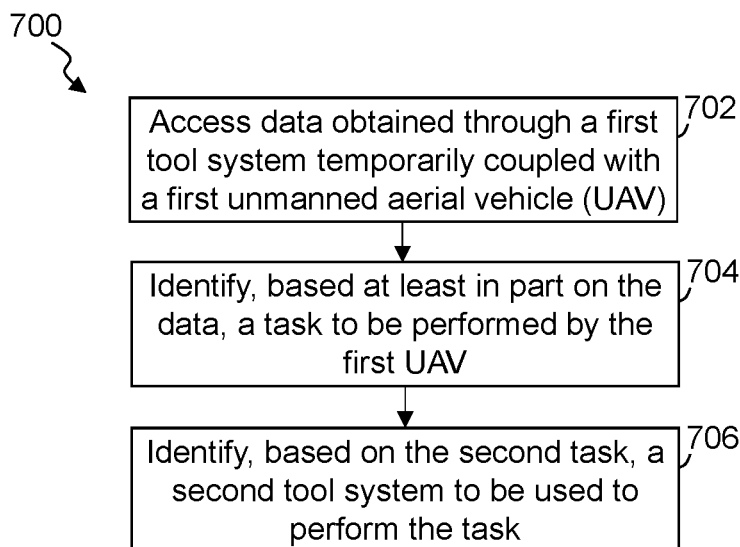 700
702
Access data obtained through a first
tool system temporarily coupled with
a first unmanned aerial vehicle (UAV)
704
Identify, based at least in part on the
data, a task to be performed by the
first UAV
706
Identify, based on the second task, a
second tool system to be used to
perform the task